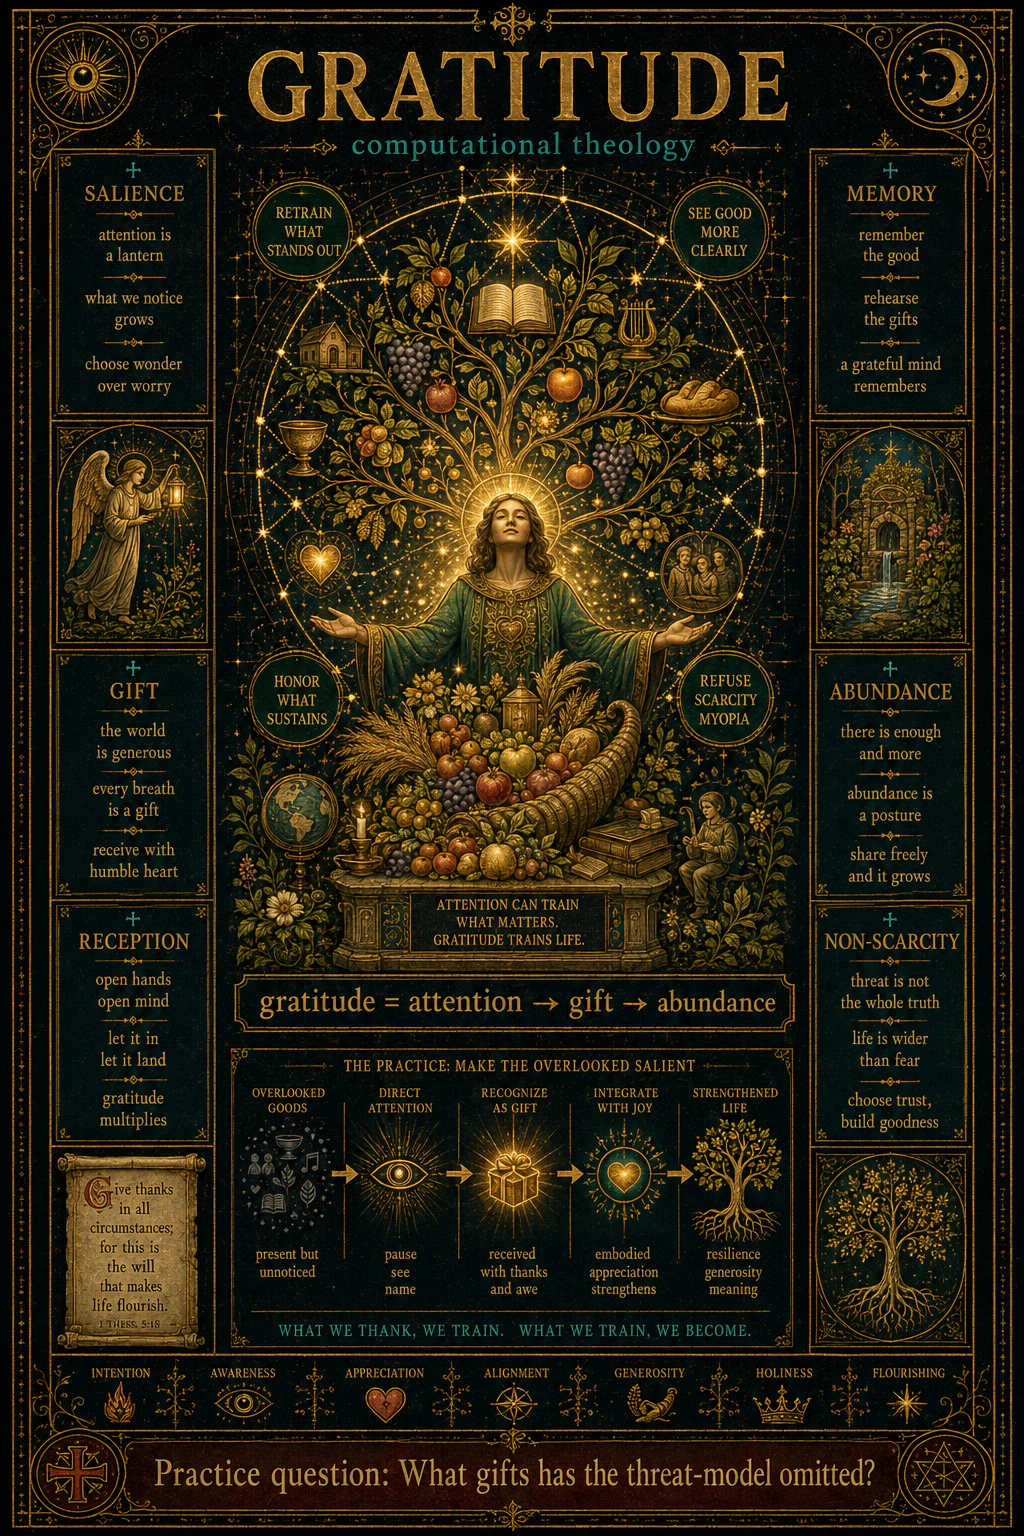 GRATITUDE
computational theology
SALIENCE
attention is
a lantern
what we notice
grows
choose wonder
over worry
RETRAIN
WHAT
STANDS OUT
SEE GOOD
MORE
CLEARLY
MEMORY
remember
the good
rehearse
the gifts
a grateful mind
remembers
GIFT
the world
is generous
every breath
is a gift
receive with
humble heart
HONOR
WHAT
SUSTAINS
REFUSE
SCARCITY
MYOPIA
ABUNDANCE
there is enough
and more
abundance is
a posture
share freely
and it grows
RECEPTION
open hands
open mind
let it in
let it land
gratitude
multiplies
ATTENTION CAN TRAIN
WHAT MATTERS.
GRATITUDE TRAINS LIFE.
NON-SCARCITY
threat is not
the whole truth
life is wider
than fear
choose trust,
build goodness
gratitude = attention → gift → abundance
THE PRACTICE: MAKE THE OVERLOOKED SALIENT
OVERLOOKED
GOODS
present but
unnoticed
DIRECT
ATTENTION
pause
see
name
RECOGNIZE
AS GIFT
received
with thanks
and awe
INTEGRATE
WITH JOY
embodied
appreciation
strengthens
STRENGTHENED
LIFE
resilience
generosity
meaning
WHAT WE THANK, WE TRAIN. WHAT WE TRAIN, WE BECOME.
Give thanks
in all
circumstances;
for this is
the will
that makes
life flourish.
1 THESS. 5:18
INTENTION
AWARENESS
APPRECIATION
ALIGNMENT
GENEROSITY
HOLINESS
FLOURISHING
Practice question: What gifts has the threat-model omitted?